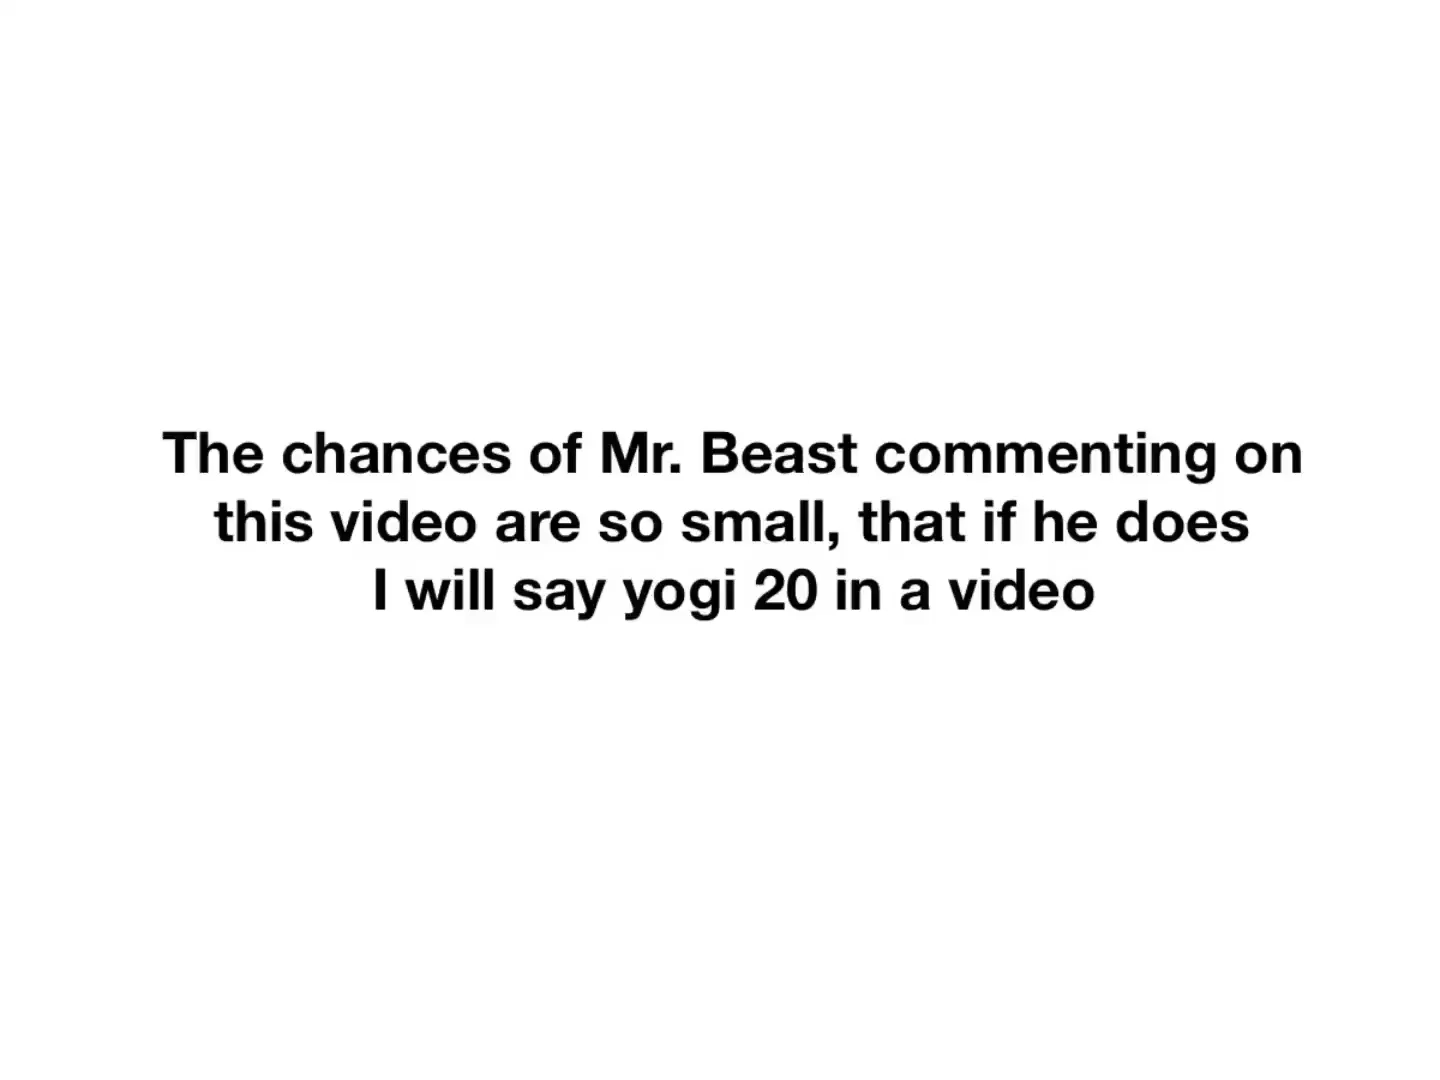 The chances of Mr. Beast commenting on
this video are so small, that if he does
I will say yogi 20 in a video